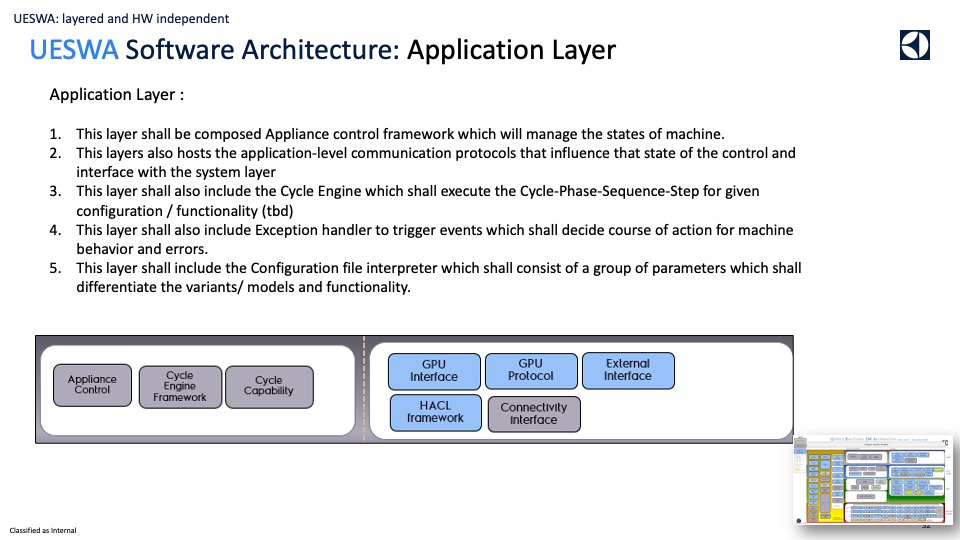 UESWA: layered and HW independent
UESWA Software Architecture: Application Layer
Application Layer :
1. This layer shall be composed Appliance control framework which will manage the states of machine.
2. This layers also hosts the application-level communication protocols that influence that state of the control and
interface with the system layer
3. This layer shall also include the Cycle Engine which shall execute the Cycle-Phase-Sequence-Step for given
configuration / functionality (tbd)
4. This layer shall also include Exception handler to trigger events which shall decide course of action for machine
behavior and errors.
5. This layer shall include the Configuration file interpreter which shall consist of a group of parameters which shall
differentiate the variants/ models and functionality.
Appliance
Control
Cycle
Engine
Framework
Cycle
Capability
GPU
Interface
GPU
Protocol
External
Interface
HACL
framework
Connectivity
interface
Classified as Internal